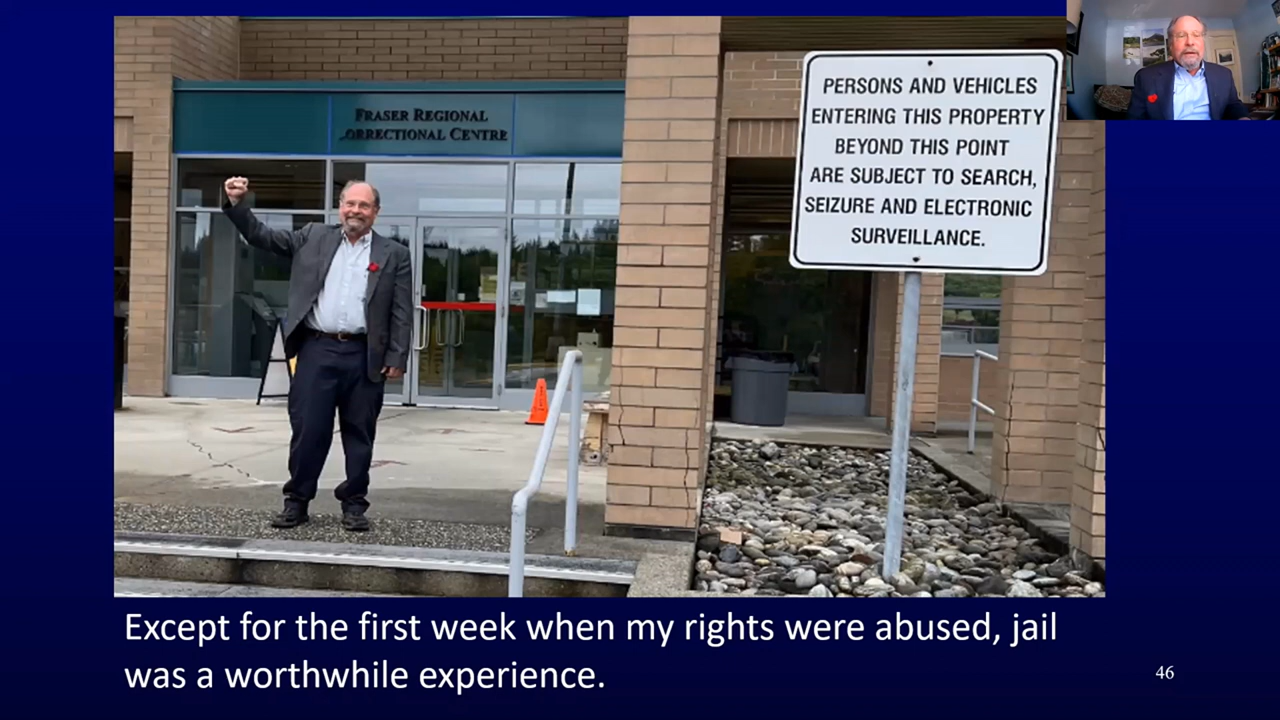 FRASER REGIONAL
CORRECTIONAL CENTRE
PERSONS AND VEHICLES
ENTERING THIS PROPERTY
BEYOND THIS POINT
ARE SUBJECT TO SEARCH,
SEIZURE AND ELECTRONIC
SURVEILLANCE.
Except for the first week when my rights were abused, jail
was a worthwhile experience.
46